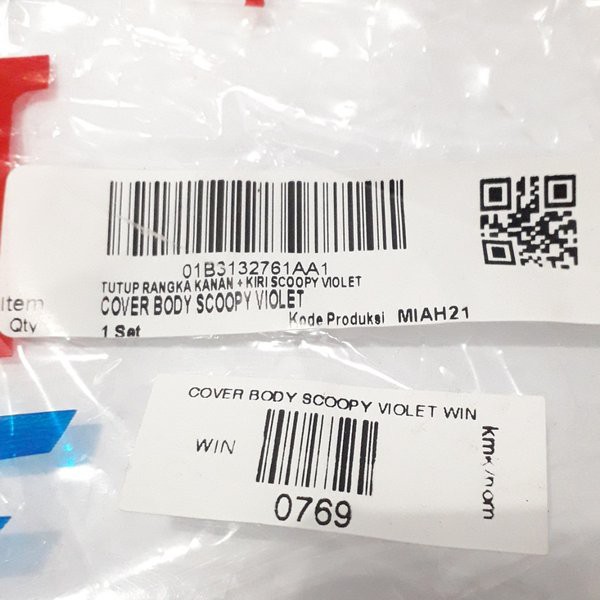 01BS132761AA1
TUTUP RANGKA KANAN + KIRI SCOOPY VIOLET
Item COVER BODY SCOOPY VIOLET
Qty 1 Set Kode Produksi MIAH21
COVER BODY SCOOPY VIOLET WIN
WIN
0769